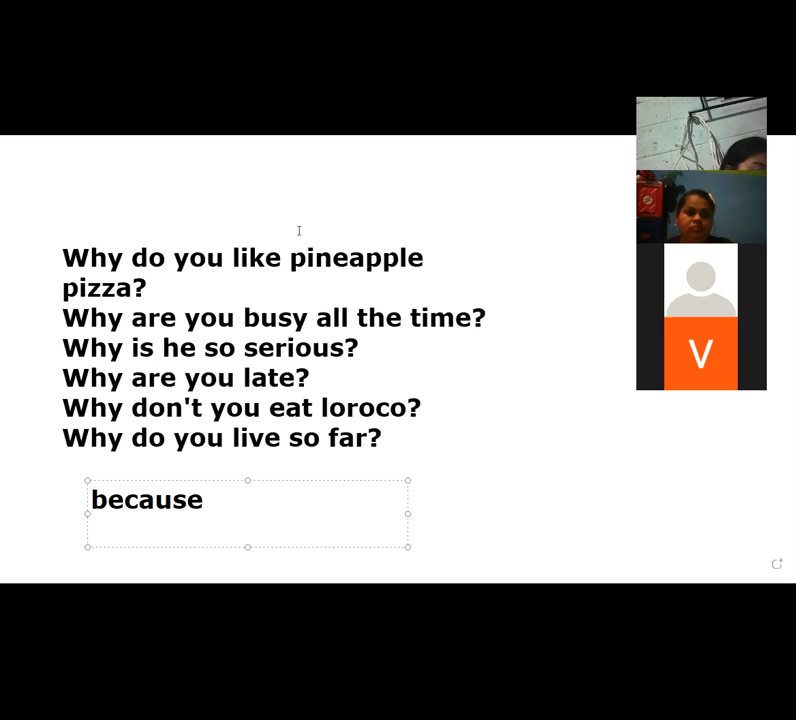 Why do you like pineapple
pizza?
Why are you busy all the time?
Why is he so serious?
Why are you late?
Why don't you eat loroco?
Why do you live so far?
because
V